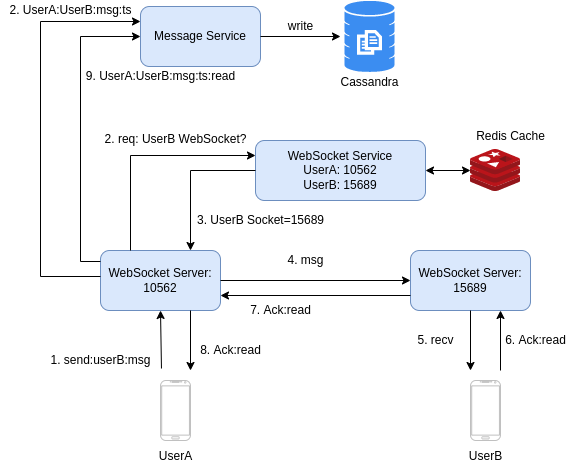 2. UserA:UserB:msg:ts
Message Service
write
Cassandra
9. UserA:UserB:msg:ts:read
2. req: UserB WebSocket?
Redis Cache
WebSocket Service
UserA: 10562
UserB: 15689
3. UserB Socket=15689
WebSocket Server:
10562
4. msg
WebSocket Server:
15689
7. Ack:read
1. send:userB:msg
8. Ack:read
5. recv
6. Ack:read
UserA
UserB